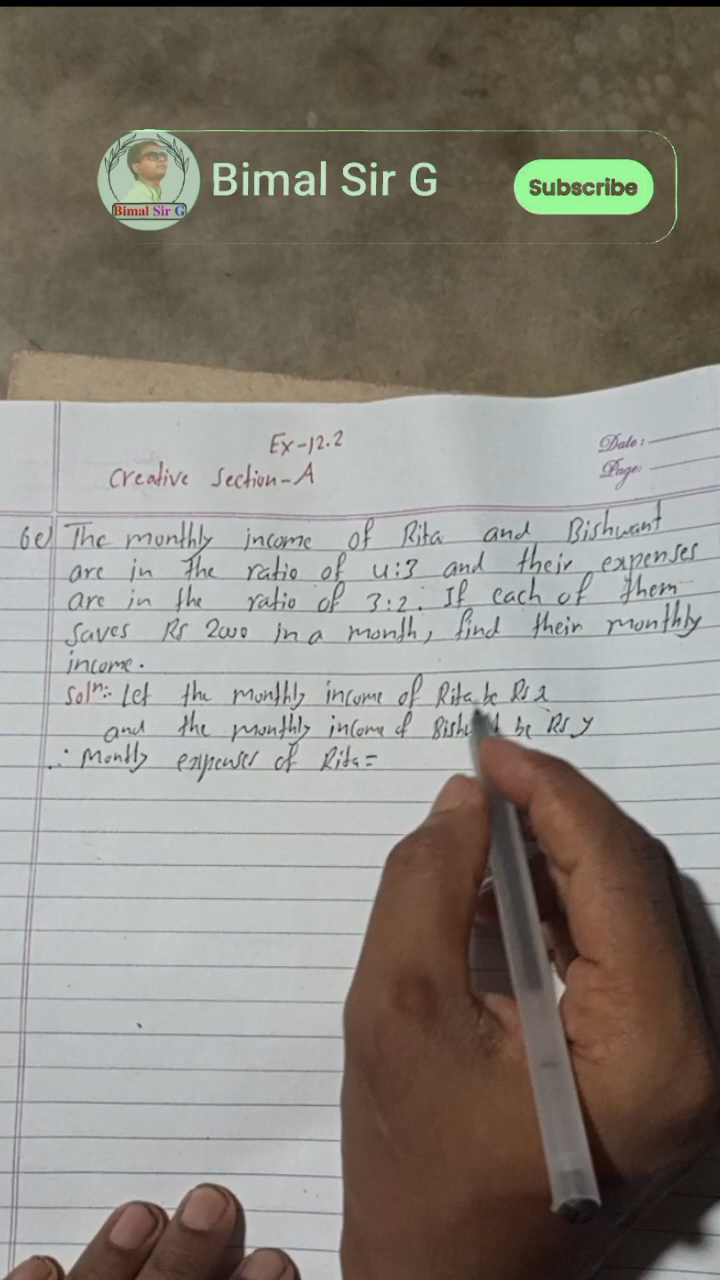 Bimal Sir G
Bimal Sir G
Subscribe
Ex-12.2
Creative Section-A
Date:
Page:
6e) The monthly income of Rita and Bishwant
are in the ratio of 4:3 and their expenses
are in the ratio of 3:2. If each of them
saves Rs 2000 in a month, find their monthly
income.
Soln: Let the monthly income of Rita be Rs x
and the monthly income of be Rs y
∴ Montly expenses of Rita=